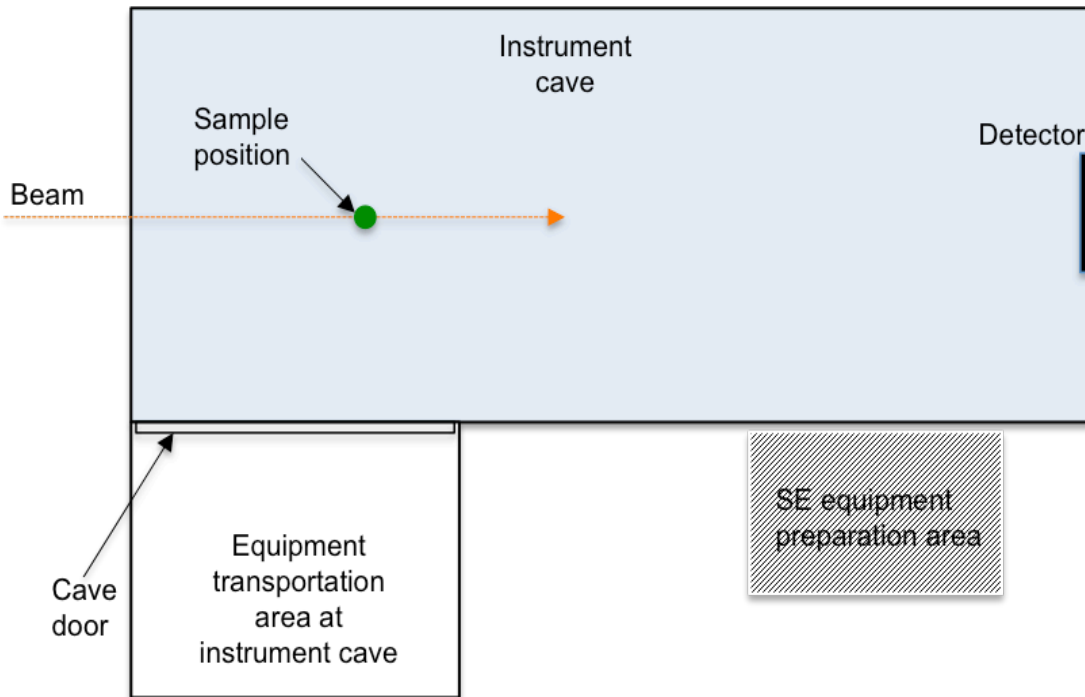 Instrument
cave
Sample
position
Detector
Beam
SE equipment
preparation area
Equipment
transportation
area at
instrument cave
Cave
door